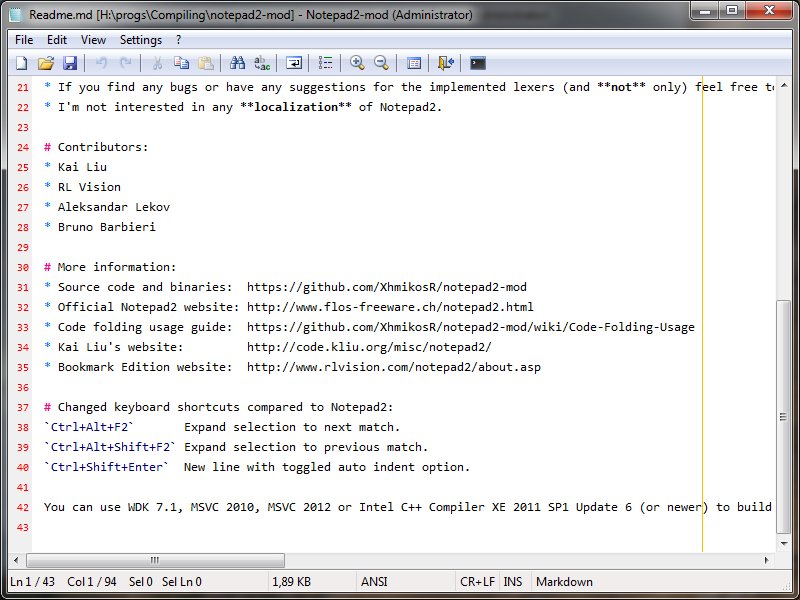 Readme.md [H:\progs\Compiling\notepad2-mod] - Notepad2-mod (Administrator)
File Edit View Settings ?
21 * If you find any bugs or have any suggestions for the implemented lexers (and **not** only) feel free to
22 * I'm not interested in any **localization** of Notepad2.
23
24 # Contributors:
25 * Kai Liu
26 * RL Vision
27 * Aleksandar Lekov
28 * Bruno Barbieri
29
30 # More information:
31 * Source code and binaries: https://github.com/XhmikosR/notepad2-mod
32 * Official Notepad2 website: http://www.flos-freeware.ch/notepad2.html
33 * Code folding usage guide: https://github.com/XhmikosR/notepad2-mod/wiki/Code-Folding-Usage
34 * Kai Liu's website: http://code.kliu.org/misc/notepad2/
35 * Bookmark Edition website: http://www.rlvision.com/notepad2/about.asp
36
37 # Changed keyboard shortcuts compared to Notepad2:
38 `Ctrl+Alt+F2` Expand selection to next match.
39 `Ctrl+Alt+Shift+F2` Expand selection to previous match.
40 `Ctrl+Shift+Enter` New line with toggled auto indent option.
41
42 You can use WDK 7.1, MSVC 2010, MSVC 2012 or Intel C++ Compiler XE 2011 SP1 Update 6 (or newer) to build
43
Ln 1 / 43 Col 1 / 94 Sel 0 Sel Ln 0 1,89 KB ANSI CR+LF INS Markdown